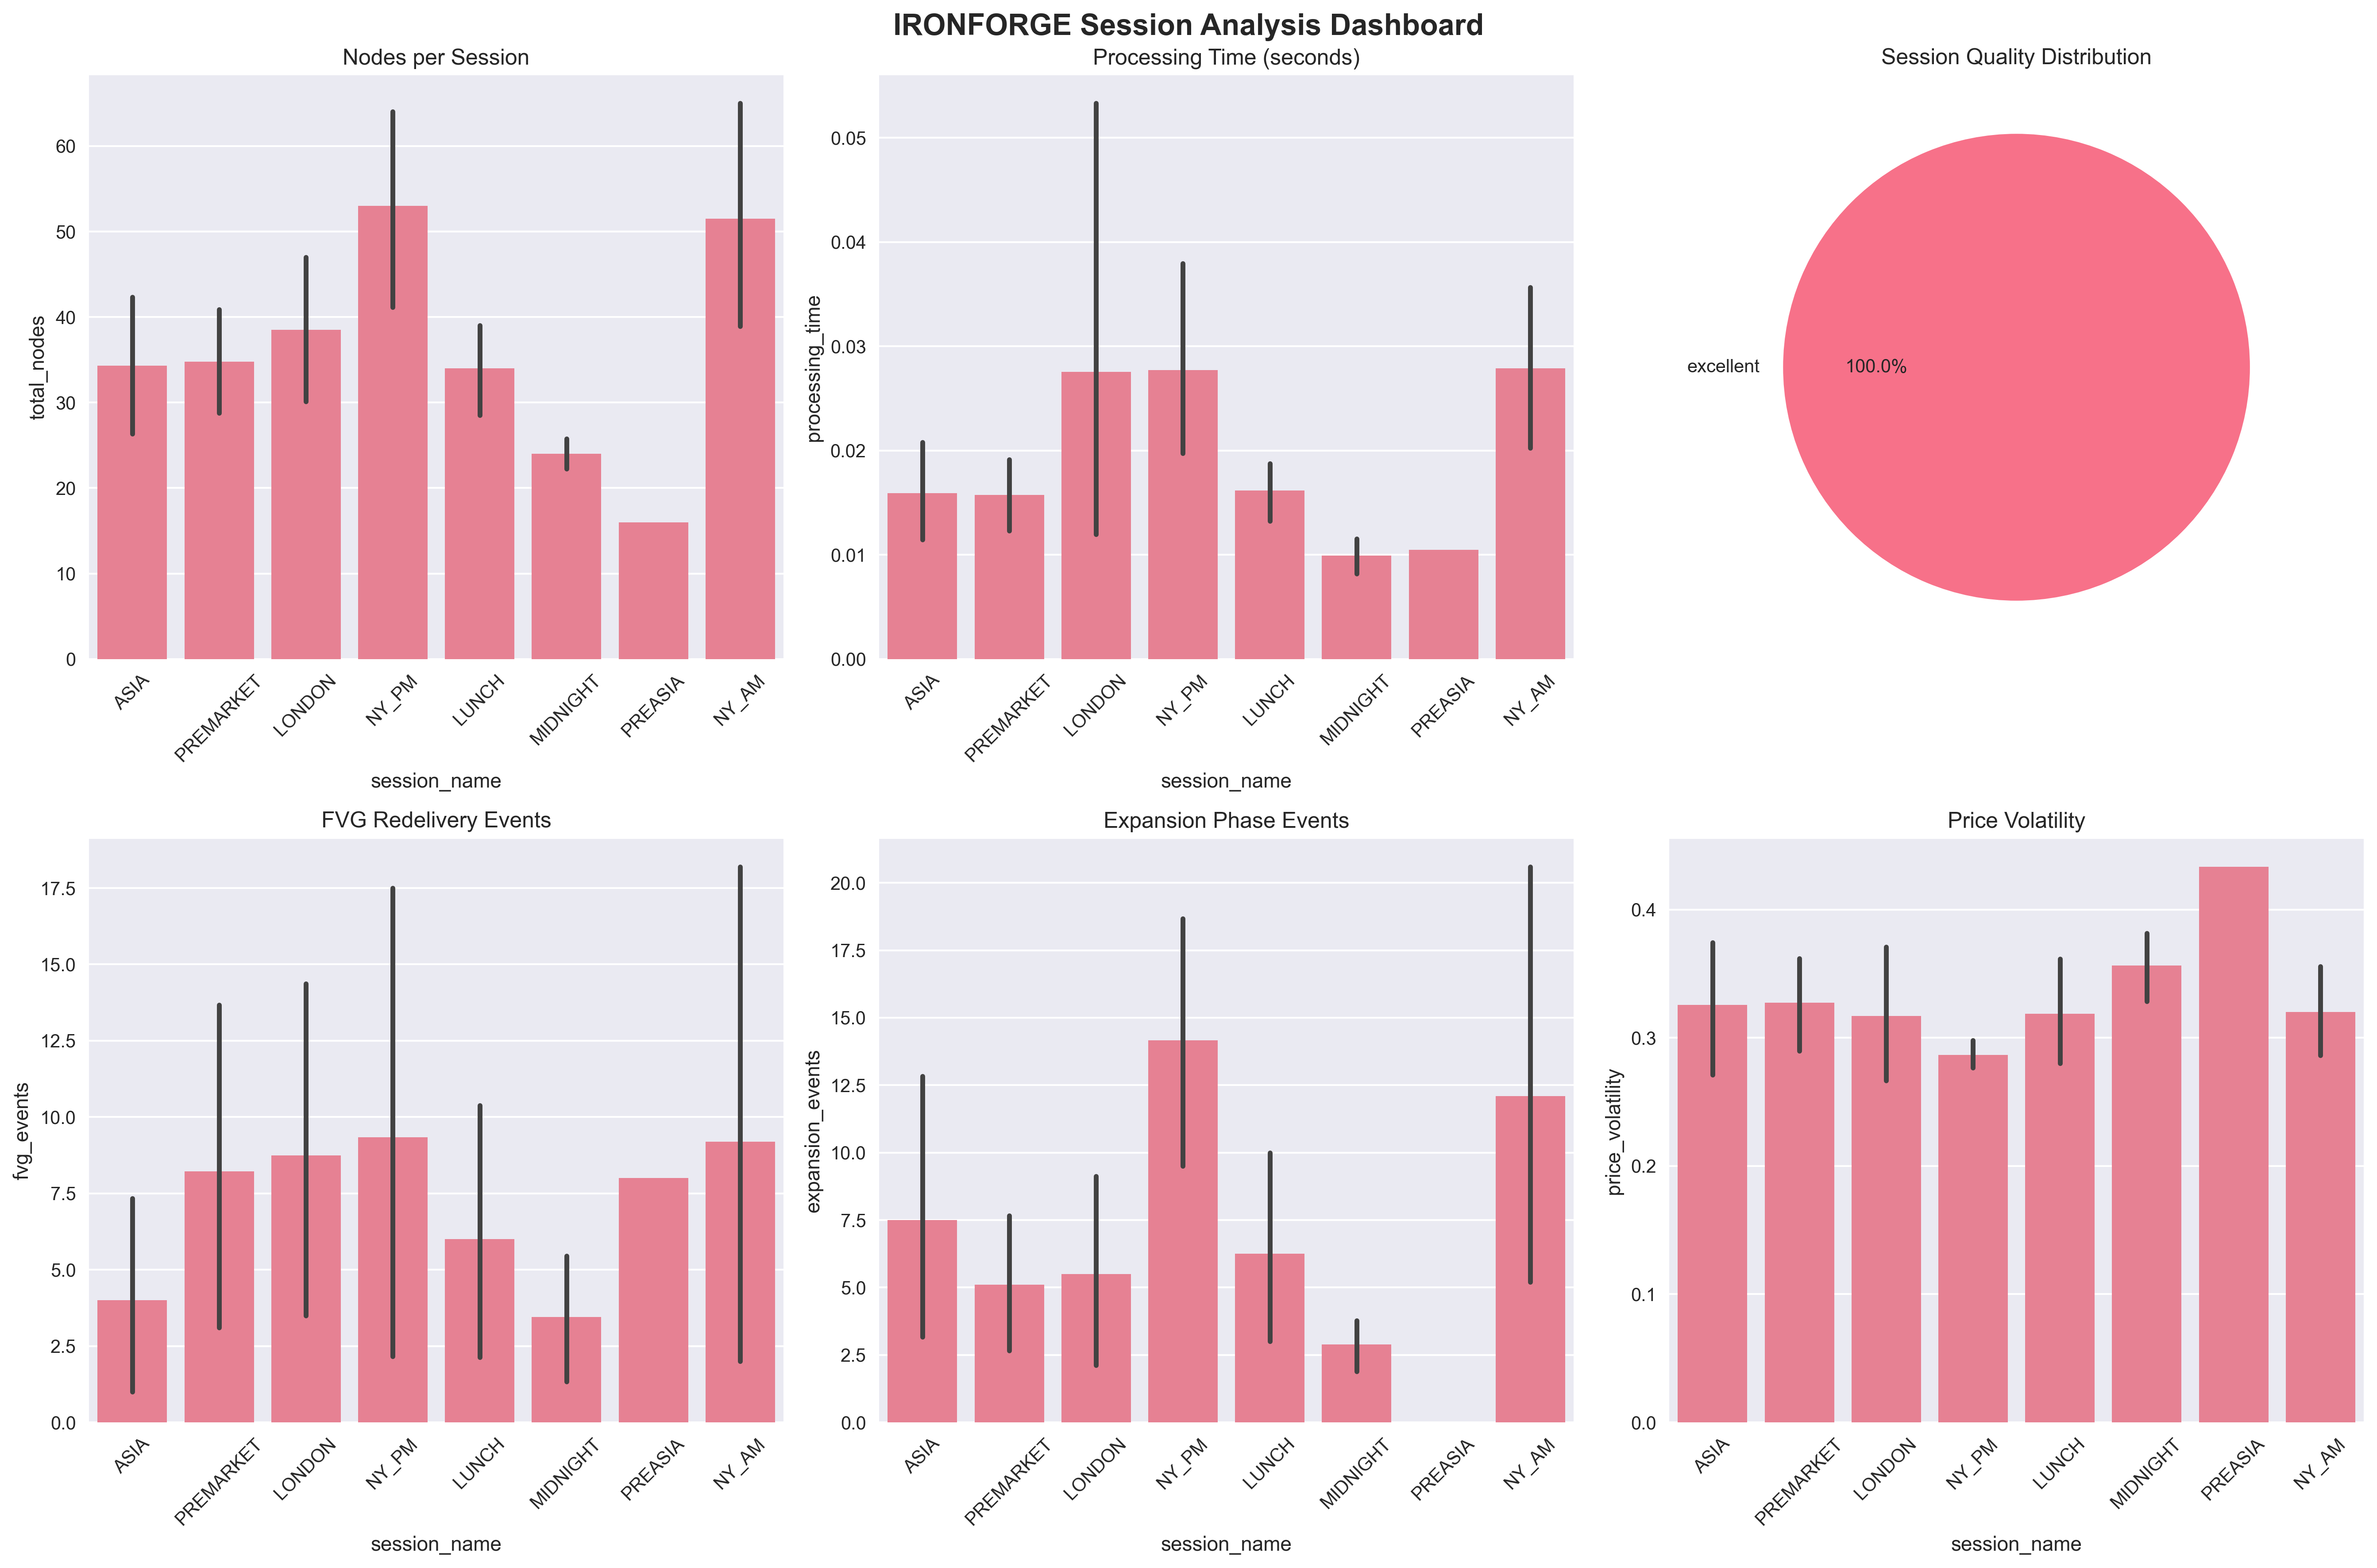 IRONFORGE Session Analysis Dashboard
Nodes per Session
total_nodes
60
50
40
30
20
10
0
ASIA
PREMARKET
LONDON
NY_PM
LUNCH
MIDNIGHT
PREASIA
NY_AM
session_name
Processing Time (seconds)
processing_time
0.05
0.04
0.03
0.02
0.01
0.00
ASIA
PREMARKET
LONDON
NY_PM
LUNCH
MIDNIGHT
PREASIA
NY_AM
session_name
Session Quality Distribution
excellent
100.0%
FVG Redelivery Events
fvg_events
17.5
15.0
12.5
10.0
7.5
5.0
2.5
0.0
ASIA
PREMARKET
LONDON
NY_PM
LUNCH
MIDNIGHT
PREASIA
NY_AM
session_name
Expansion Phase Events
expansion_events
20.0
17.5
15.0
12.5
10.0
7.5
5.0
2.5
0.0
ASIA
PREMARKET
LONDON
NY_PM
LUNCH
MIDNIGHT
PREASIA
NY_AM
session_name
Price Volatility
price_volatility
0.4
0.3
0.2
0.1
0.0
ASIA
PREMARKET
LONDON
NY_PM
LUNCH
MIDNIGHT
PREASIA
NY_AM
session_name